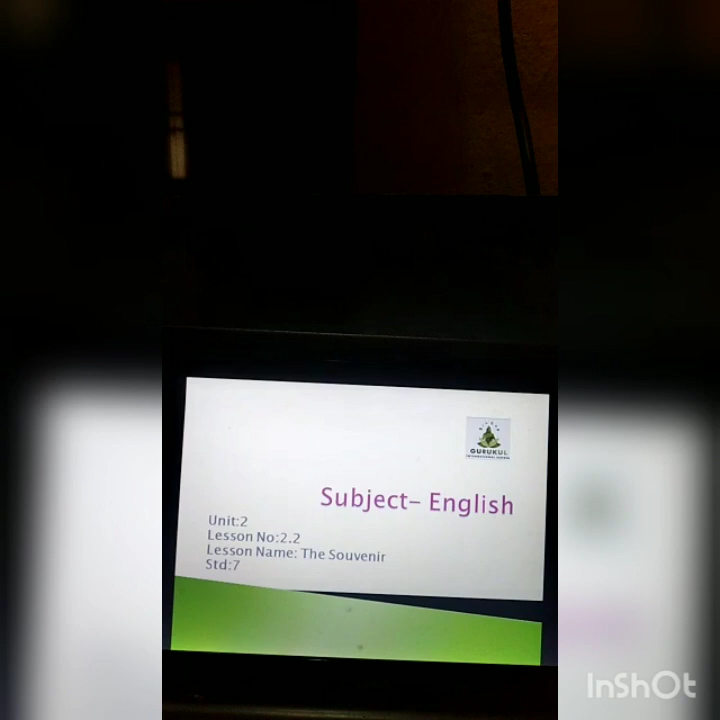 GURUKUL
Subject– English
Unit:2
Lesson No:2.2
Lesson Name: The Souvenir
Std:7
InShOt